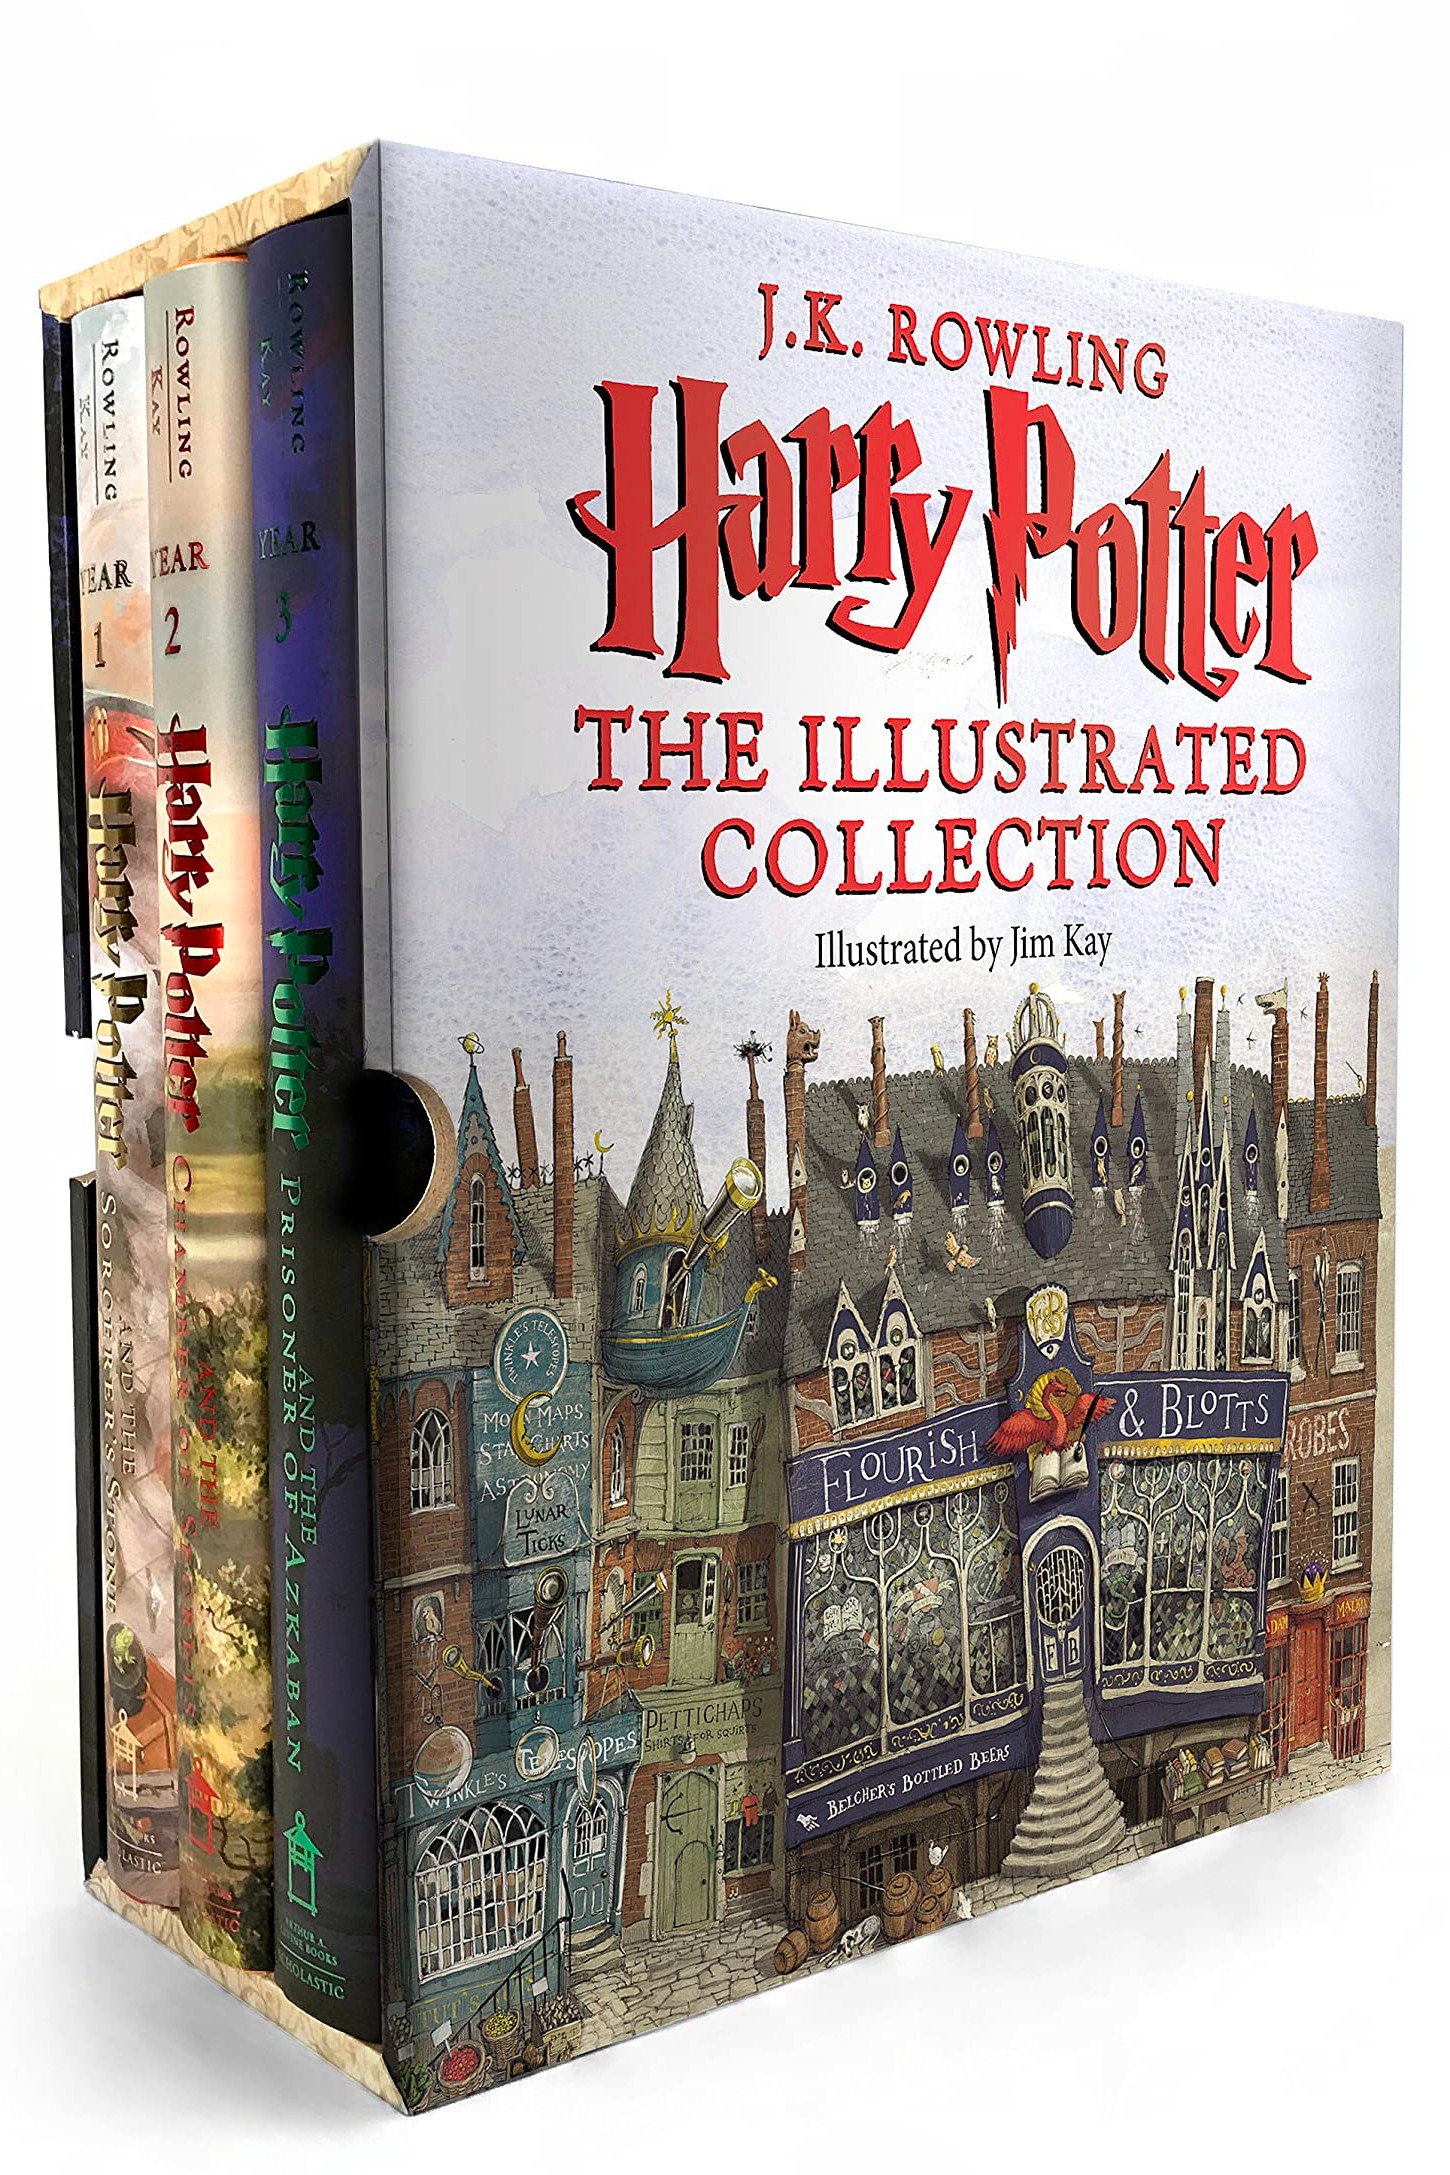 J.K. ROWLING
Harry Potter
THE ILLUSTRATED
COLLECTION
Illustrated by Jim Kay
ROWLING
KAY
YEAR
1
Harry Potter
AND THE
SORCERER'S STONE
ROWLING
KAY
YEAR
2
Harry Potter
AND THE
CHAMBER OF SECRETS
ROWLING
KAY
YEAR
3
Harry Potter
AND THE
PRISONER OF AZKABAN
ARTHUR A.
LEVINE BOOKS
SCHOLASTIC
TWINKLE'S TELESCOPES
MOON MAPS
STAR CHARTS
ASTRONOMY
LUNAR
TICKS
TWINKLE'S TELESCOPES
PETTICHAPS
SHIRTS FOR SQUIRTS
F&B
FLOURISH & BLOTTS
F B
BELCHER'S BOTTLED BEERS
ROBES
MALKIN